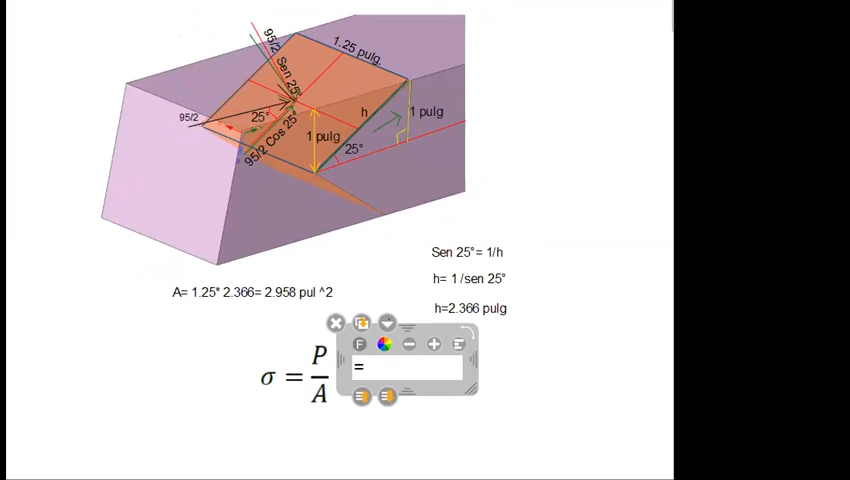 95/2 Sen 25°
1.25 pulg.
95/2
25°
95/2 Cos 25°
1 pulg
h
25°
1 pulg
Sen 25°= 1/h
h= 1 /sen 25°
h=2.366 pulg
A= 1.25* 2.366= 2.958 pul ^2
σ = P/A
F
=